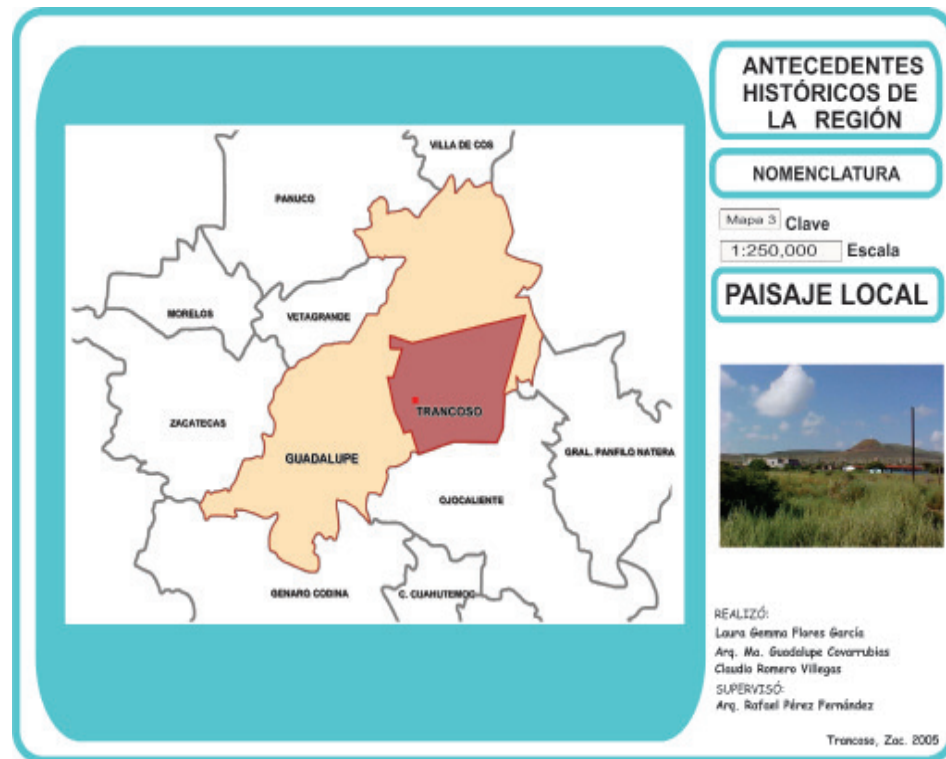 VILLA DE COS
PANUCO
MORELOS
VETAGRANDE
ZACATECAS
TRANCOSO
GUADALUPE
GRAL. PANFILO NATERA
OJOCALIENTE
GENARO CODINA
C. CUAHUTEMOC
ANTECEDENTES
HISTÓRICOS DE
LA REGIÓN
NOMENCLATURA
Mapa 3 Clave
1:250,000 Escala
PAISAJE LOCAL
REALIZÓ:
Laura Gemma Flores García
Arq. Ma. Guadalupe Covarrubias
Claudio Romero Villegas
SUPERVISÓ:
Arq. Rafael Pérez Fernández
Trancoso, Zac. 2005